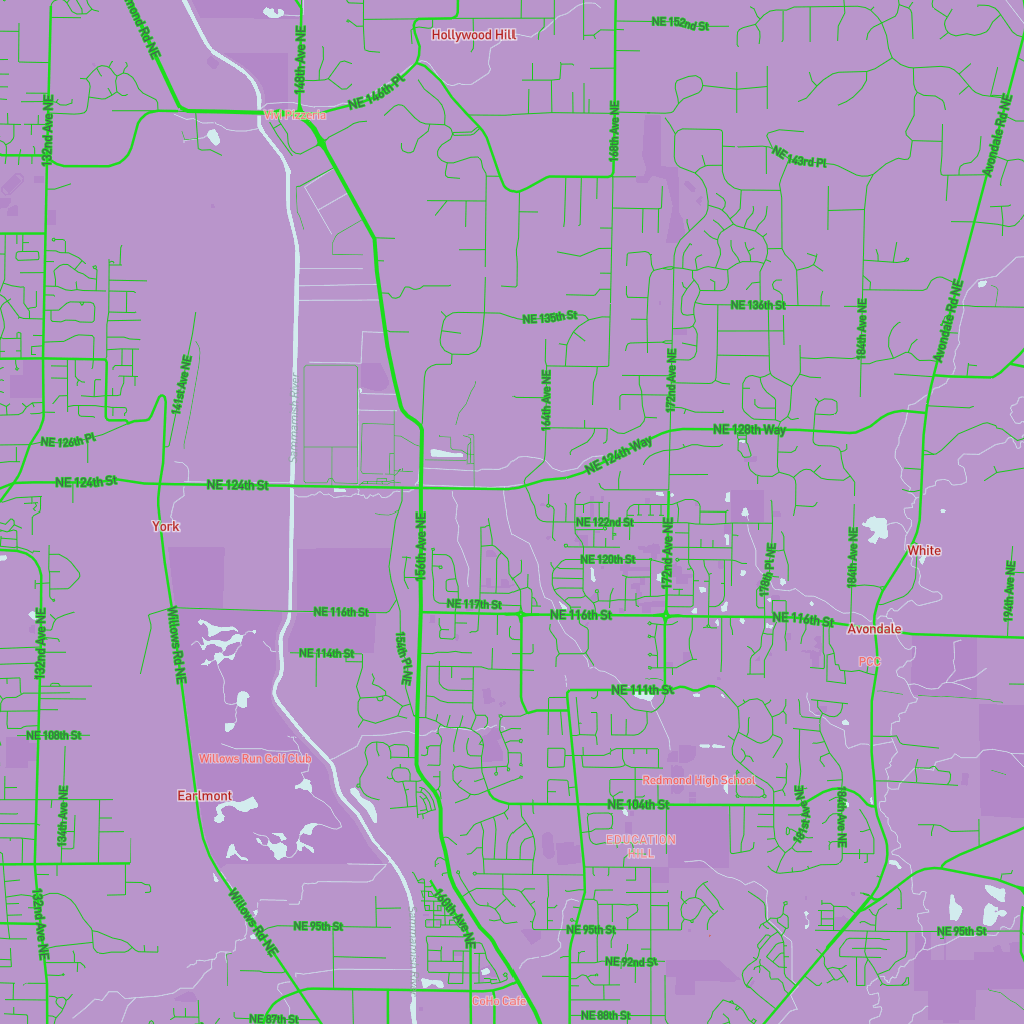 mond Rd NE
148th Ave NE
Hollywood Hill
NE 152nd St
NE 146th Pl
Vivi Pizzeria
132nd Ave NE
168th Ave NE
NE 143rd Pl
Avondale Rd NE
NE 136th St
NE 135th St
184th Ave NE
Avondale Rd NE
141st Ave NE
164th Ave NE
172nd Ave NE
NE 126th Pl
NE 128th Way
NE 124th Way
NE 124th St
NE 124th St
York
NE 122nd St
156th Ave NE
NE 120th St
172nd Ave NE
178th Pl NE
186th Ave NE
White
194th Ave NE
NE 116th St
NE 117th St
NE 116th St
NE 116th St
Avondale
132nd Ave NE
Willows Rd NE
NE 114th St
154th Pl NE
PCC
NE 111th St
NE 108th St
Willows Run Golf Club
Redmond High School
Earlmont
134th Ave NE
NE 104th St
181st Ave NE
184th Ave NE
EDUCATION
HILL
132nd Ave NE
Willows Rd NE
160th Ave NE
NE 95th St
NE 95th St
NE 95th St
NE 92nd St
CoHo Cafe
NE 87th St
NE 88th St